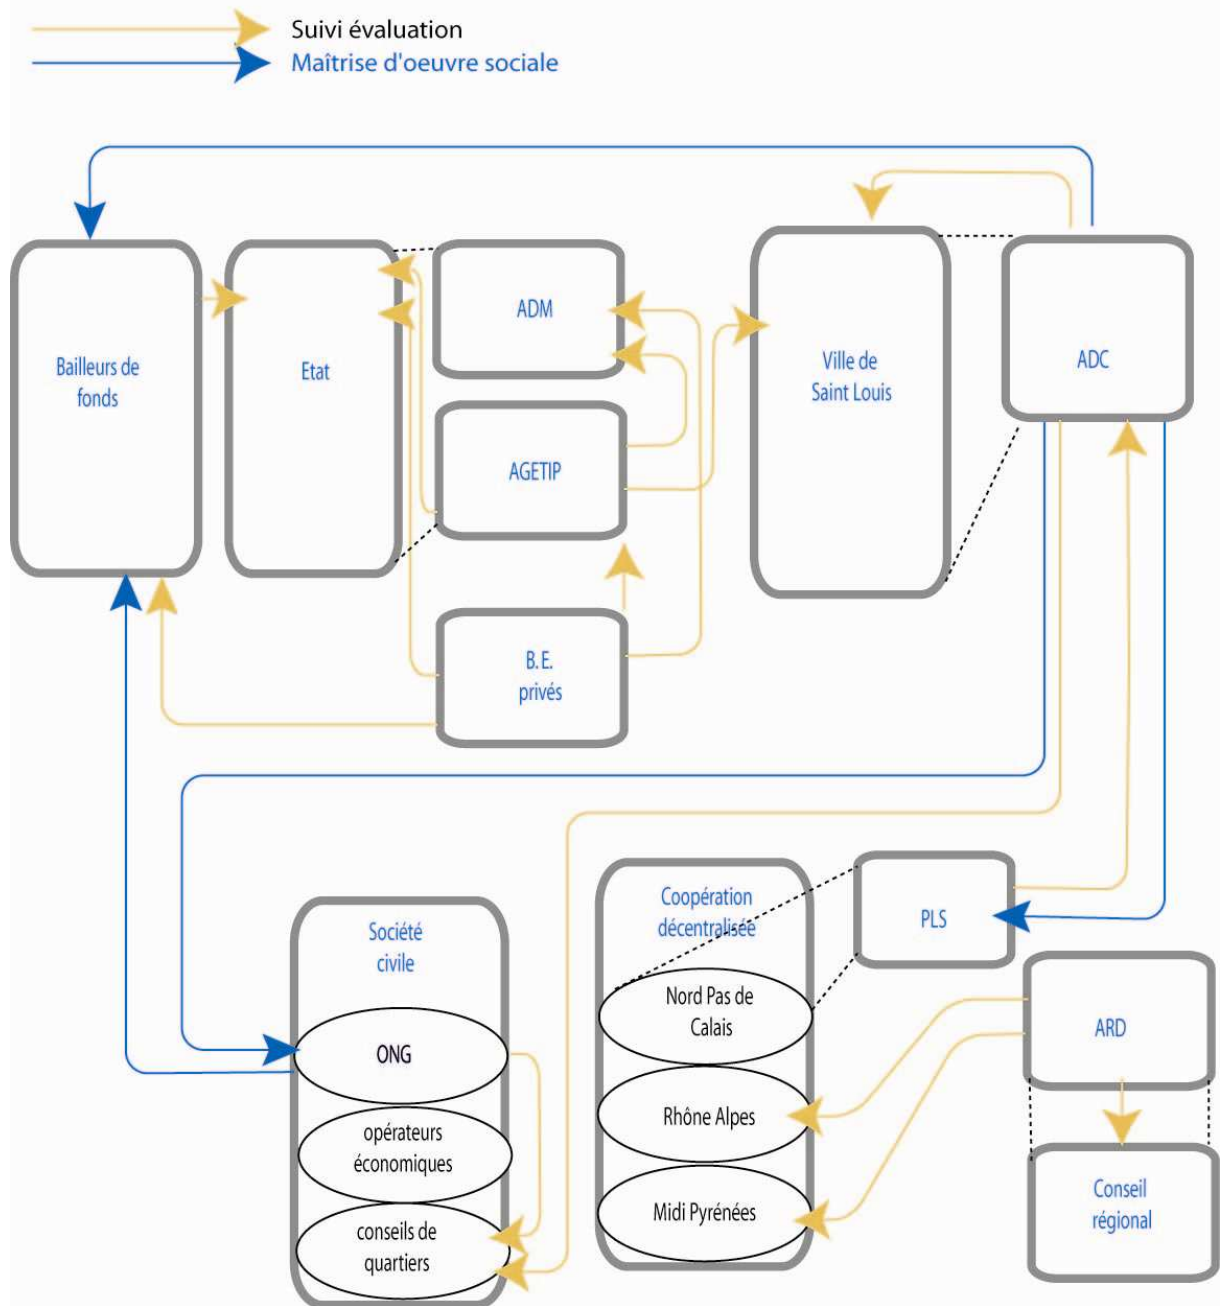 Suivi évaluation
Maîtrise d'oeuvre sociale
Bailleurs de
fonds
Etat
ADM
AGETIP
B. E.
privés
Ville de
Saint Louis
ADC
Société
civile
ONG
opérateurs
économiques
conseils de
quartiers
Coopération
décentralisée
Nord Pas de
Calais
Rhône Alpes
Midi Pyrénées
PLS
ARD
Conseil
régional